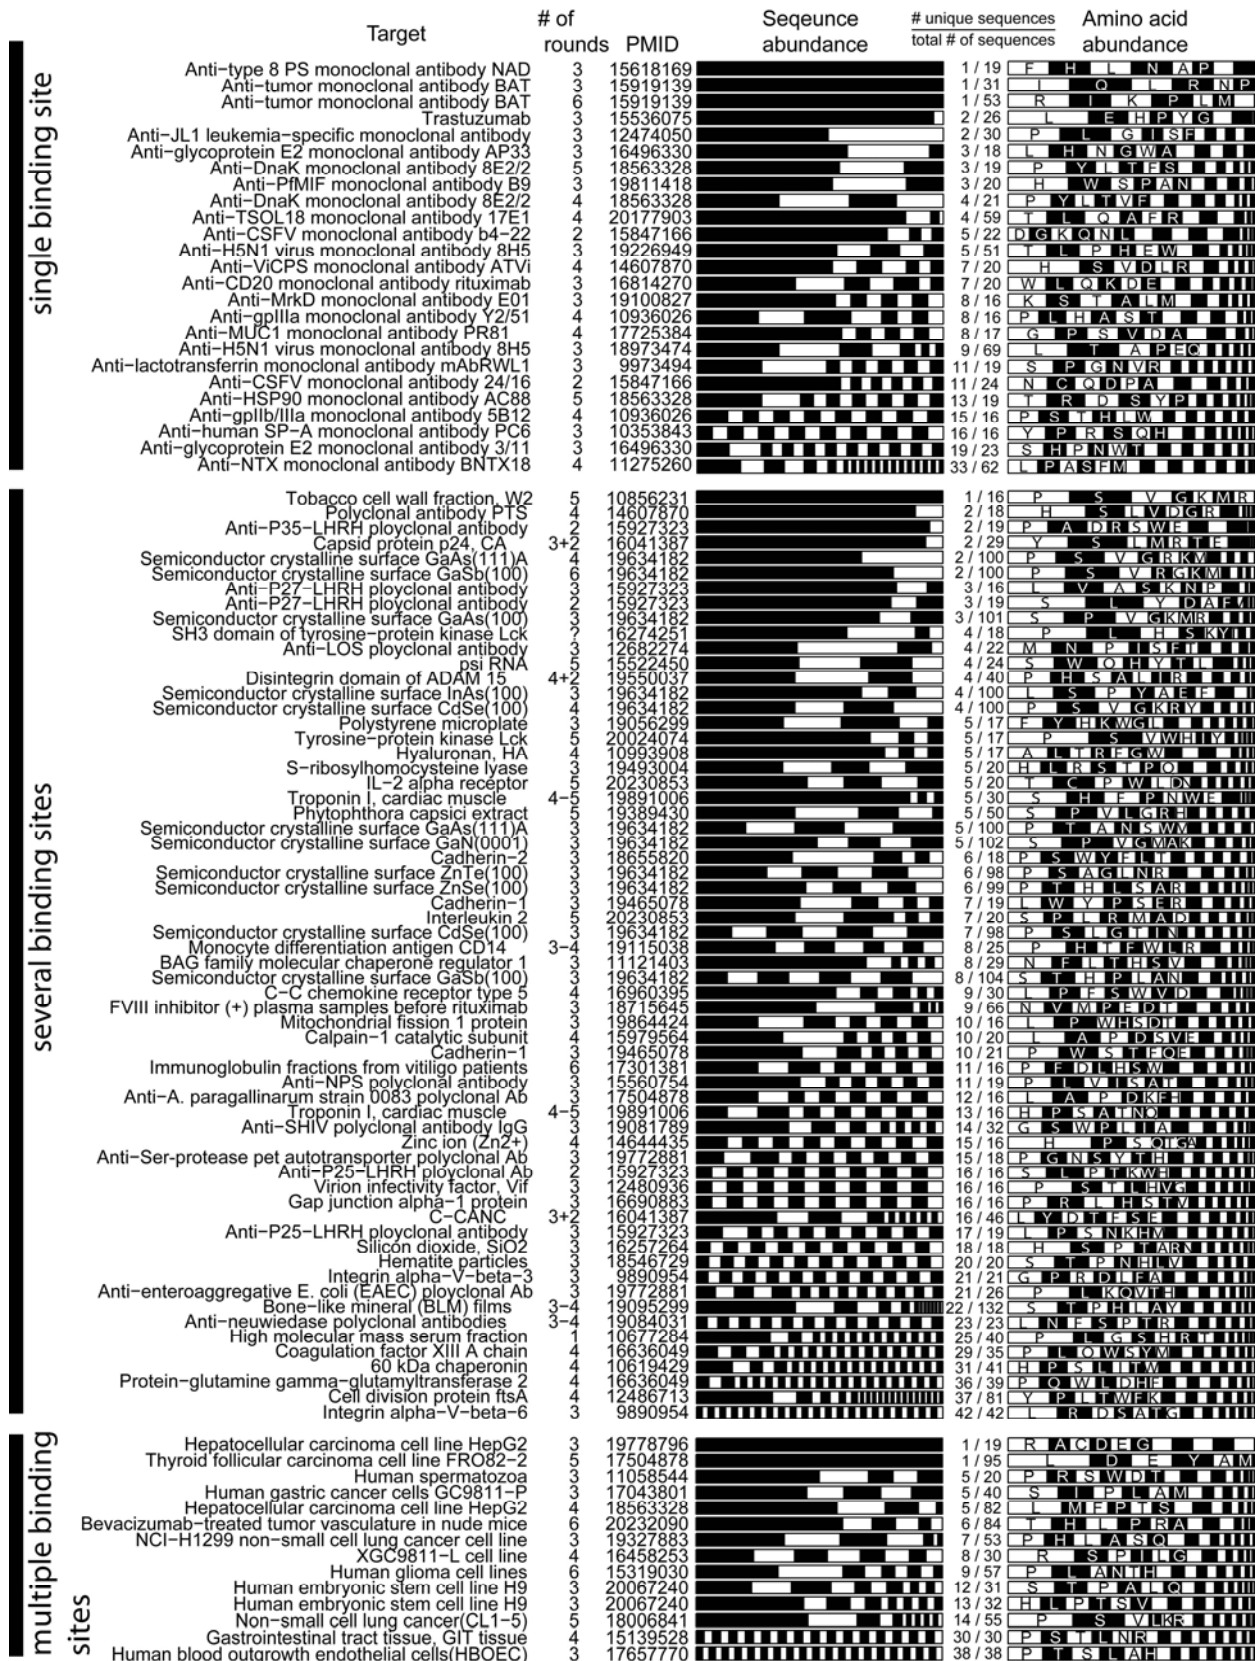 # of Seqeunce # unique sequences Amino acid
Target rounds PMID abundance total # of sequences abundance
single binding site
Anti−type 8 PS monoclonal antibody NAD 3 15618169 1 / 19 F H L N A P
Anti−tumor monoclonal antibody BAT 3 15919139 1 / 31 I Q L R N P
Anti−tumor monoclonal antibody BAT 6 15919139 1 / 53 R I K P L M
Trastuzumab 3 15536075 2 / 26 L E H P Y G
Anti−JL1 leukemia−specific monoclonal antibody 3 12474050 2 / 30 P L G I S F
Anti−glycoprotein E2 monoclonal antibody AP33 3 16496330 3 / 18 L H N G W A
Anti−DnaK monoclonal antibody 8E2/2 5 18563328 3 / 19 P Y L T F S
Anti−PfMIF monoclonal antibody B9 3 19811418 3 / 20 H W S P A N
Anti−DnaK monoclonal antibody 8E2/2 4 18563328 4 / 21 P Y L T V F
Anti−TSOL18 monoclonal antibody 17E1 4 20177903 4 / 59 T L Q A F R
Anti−CSFV monoclonal antibody b4−22 2 15847166 5 / 22 D G K Q N L
Anti−H5N1 virus monoclonal antibody 8H5 3 19226949 5 / 51 T L P H E W
Anti−ViCPS monoclonal antibody ATVi 4 14607870 7 / 20 H S V D L R
Anti−CD20 monoclonal antibody rituximab 3 16814270 7 / 20 W L Q K D E
Anti−MrkD monoclonal antibody E01 3 19100827 8 / 16 K S T A L M
Anti−gpIIIa monoclonal antibody Y2/51 4 10936026 8 / 16 P L H A S T
Anti−MUC1 monoclonal antibody PR81 4 17725384 8 / 17 G P S V D A
Anti−H5N1 virus monoclonal antibody 8H5 3 18973474 9 / 69 L T A P E Q
Anti−lactotransferrin monoclonal antibody mAbRWL1 3 9973494 11 / 19 S P G N V R
Anti−CSFV monoclonal antibody 24/16 2 15847166 11 / 24 N C Q D P A
Anti−HSP90 monoclonal antibody AC88 5 18563328 13 / 19 T R D S Y P
Anti−gpIIb/IIIa monoclonal antibody 5B12 4 10936026 15 / 16 P S T H L W
Anti−human SP−A monoclonal antibody PC6 3 10353843 16 / 16 Y P R S Q H
Anti−glycoprotein E2 monoclonal antibody 3/11 3 16496330 19 / 23 S H P N W T
Anti−NTX monoclonal antibody BNTX18 4 11275260 33 / 62 L P A S F M
several binding sites
Tobacco cell wall fraction, W2 5 10856231 1 / 16 P S V G K M R
Polyclonal antibody PTS 4 14607870 2 / 18 H S L V D G R
Anti−P35−LHRH ployclonal antibody 2 15927323 2 / 19 P A D R S W E
Capsid protein p24, CA 3+2 16041387 2 / 29 Y S L M R T E
Semiconductor crystalline surface GaAs(111)A 4 19634182 2 / 100 P S V G R K M
Semiconductor crystalline surface GaSb(100) 6 19634182 2 / 100 P S V R G K M
Anti−P27−LHRH ployclonal antibody 3 15927323 3 / 16 L V A S K N P
Anti−P27−LHRH ployclonal antibody 2 15927323 3 / 19 S L Y D A F M
Semiconductor crystalline surface GaAs(100) 3 19634182 3 / 101 S P V G K M R
SH3 domain of tyrosine−protein kinase Lck ? 16274251 4 / 18 P L H S K Y
Anti−LOS ployclonal antibody 3 12682274 4 / 22 M N P I S F T
psi RNA 5 15522450 4 / 24 S W Q H Y T L
Disintegrin domain of ADAM 15 4+2 19550037 4 / 40 P H S A L I R
Semiconductor crystalline surface InAs(100) 3 19634182 4 / 100 L S P Y A E F
Semiconductor crystalline surface CdSe(100) 4 19634182 4 / 100 P S V G K R Y
Polystyrene microplate 3 19056299 5 / 17 F Y H K W G L
Tyrosine−protein kinase Lck 5 20024074 5 / 17 P S V W H I Y
Hyaluronan, HA 4 10993908 5 / 17 A L T R F G W
S−ribosylhomocysteine lyase 3 19493004 5 / 20 H L R S T P Q
IL−2 alpha receptor 5 20230853 5 / 20 T C P W L D N
Troponin I, cardiac muscle 4−5 19891006 5 / 30 S H F P N W E
Phytophthora capsici extract 5 19389430 5 / 50 S P V L G R H
Semiconductor crystalline surface GaAs(111)A 3 19634182 5 / 100 P T A N S W M
Semiconductor crystalline surface GaN(0001) 3 19634182 5 / 102 S P V G M A K
Cadherin−2 3 18655820 6 / 18 P S W Y F L T
Semiconductor crystalline surface ZnTe(100) 3 19634182 6 / 98 P S A G L N R
Semiconductor crystalline surface ZnSe(100) 3 19634182 6 / 99 P T H L S A R
Cadherin−1 3 19465078 7 / 19 L W Y P S E R
Interleukin 2 5 20230853 7 / 20 S P L R M A D
Semiconductor crystalline surface CdSe(100) 3 19634182 7 / 98 P S L G T I N
Monocyte differentiation antigen CD14 3−4 19115038 8 / 25 P H T F W L R
BAG family molecular chaperone regulator 1 3 11121403 8 / 29 N F L T H S V
Semiconductor crystalline surface GaSb(100) 3 19634182 8 / 104 S T H P L A N
C−C chemokine receptor type 5 4 16960395 9 / 30 L P F S W V D
FVIII inhibitor (+) plasma samples before rituximab 3 18715645 9 / 66 N V M P E D T
Mitochondrial fission 1 protein 3 19864424 10 / 16 L P W H S D T
Calpain−1 catalytic subunit 4 15979564 10 / 20 L A P D S V E
Cadherin−1 3 19465078 10 / 21 P W S T F Q E
Immunoglobulin fractions from vitiligo patients 6 17301381 11 / 16 P F D L H S W
Anti−NPS polyclonal antibody 3 15560754 11 / 19 P L V I S A T
Anti−A. paragallinarum strain 0083 polyclonal Ab 3 17504878 12 / 16 L A P D K F H
Troponin I, cardiac muscle 4−5 19891006 13 / 16 H P S A T N Q
Anti−SHIV polyclonal antibody IgG 3 19081789 14 / 32 G S W P L I A
Zinc ion (Zn2+) 4 14644435 15 / 16 H P S Q T G A
Anti−Ser−protease pet autotransporter polyclonal Ab 3 19772881 15 / 18 P G N S Y T H
Anti−P25−LHRH ployclonal Ab 2 15927323 16 / 16 S L P T K W H
Virion infectivity factor, Vif 3 12480936 16 / 16 P S T L H V G
Gap junction alpha−1 protein 3 16690883 16 / 16 P R L H S T V
C−CANC 3+2 16041387 16 / 46 L Y D T F S E
Anti−P25−LHRH ployclonal antibody 3 15927323 17 / 19 L P S N K H M
Silicon dioxide, SiO2 3 16257264 18 / 18 H S P T A R N
Hematite particles 3 18546729 20 / 20 S T P N H L V
Integrin alpha−V−beta−3 3 9890954 21 / 21 G P R D L F A
Anti−enteroaggregative E. coli (EAEC) ployclonal Ab 3 19772881 21 / 26 P L K Q V T H
Bone−like mineral (BLM) films 3−4 19095299 22 / 132 S T P H L A Y
Anti−neuwiedase polyclonal antibodies 3−4 19084031 23 / 23 L N F S P T R
High molecular mass serum fraction 1 10677284 25 / 40 P L G S H R T
Coagulation factor XIII A chain 4 16636049 29 / 35 P L Q W S Y M
60 kDa chaperonin 4 10619429 31 / 41 H P S L I T W
Protein−glutamine gamma−glutamyltransferase 2 4 16636049 36 / 39 P Q W L D H F
Cell division protein ftsA 4 12486713 37 / 81 Y P L T W F K
Integrin alpha−V−beta−6 3 9890954 42 / 42 L R D S A T G
multiple binding sites
Hepatocellular carcinoma cell line HepG2 3 19778796 1 / 19 R A C D E G
Thyroid follicular carcinoma cell line FRO82−2 5 17504878 1 / 95 L D E Y A M
Human spermatozoa 3 11058544 5 / 20 P R S W D T
Human gastric cancer cells GC9811−P 3 17043801 5 / 40 S I P L A M
Hepatocellular carcinoma cell line HepG2 4 18563328 5 / 82 L M F P T S
Bevacizumab−treated tumor vasculature in nude mice 6 20232090 6 / 84 T H L P R A
NCI−H1299 non−small cell lung cancer cell line 3 19327883 7 / 53 P H L A S Q
XGC9811−L cell line 4 16458253 8 / 30 R S P I L G
Human glioma cell lines 6 15319030 9 / 57 P L A N T H
Human embryonic stem cell line H9 3 20067240 12 / 31 S T P A L Q
Human embryonic stem cell line H9 3 20067240 13 / 32 H L P T S V
Non−small cell lung cancer(CL1−5) 5 18006841 14 / 55 P S V L K R
Gastrointestinal tract tissue, GIT tissue 4 15139528 30 / 30 P S T L N R
Human blood outgrowth endothelial cells(HBOEC) 3 17657770 38 / 38 P T S L A H